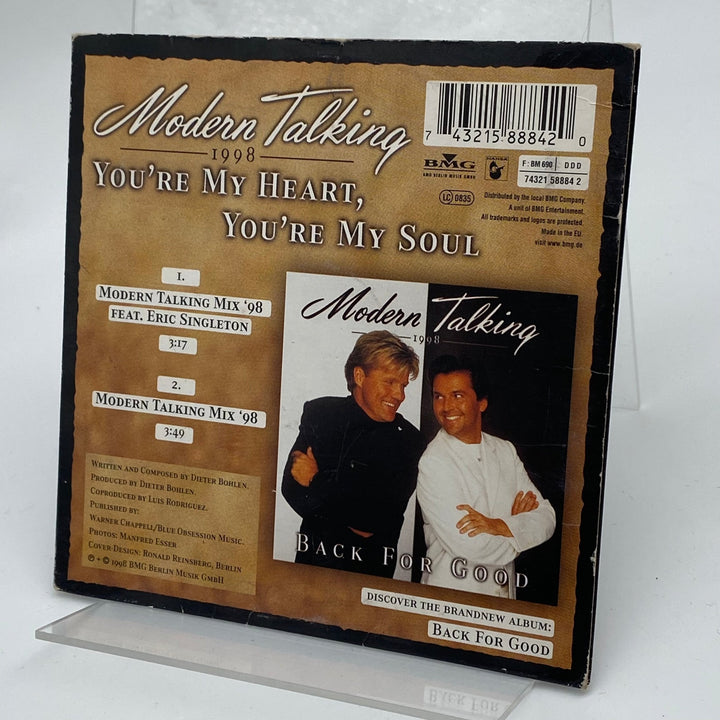 Modern Talking
1998
YOU'RE MY HEART,
YOU'RE MY SOUL
7 43215 88842 0
BMG
BMG BERLIN MUSIK GMBH
HANSA
F: BM 690 DDD
74321 58884 2
LC 0835
Distributed by the local BMG Company.
A unit of BMG Entertainment.
All trademarks and logos are protected.
Made in the EU.
visit www.bmg.de
1.
MODERN TALKING MIX '98
FEAT. ERIC SINGLETON
3:17
2.
MODERN TALKING MIX '98
3:49
Modern Talking
1998
BACK FOR GOOD
WRITTEN AND COMPOSED BY DIETER BOHLEN.
PRODUCED BY DIETER BOHLEN.
COPRODUCED BY LUIS RODRIGUEZ.
PUBLISHED BY:
WARNER CHAPPELL/BLUE OBSESSION MUSIC.
PHOTOS: MANFRED ESSER
COVER-DESIGN: RONALD REINSBERG, BERLIN
℗ + © 1998 BMG BERLIN MUSIK GMBH
DISCOVER THE BRANDNEW ALBUM:
BACK FOR GOOD